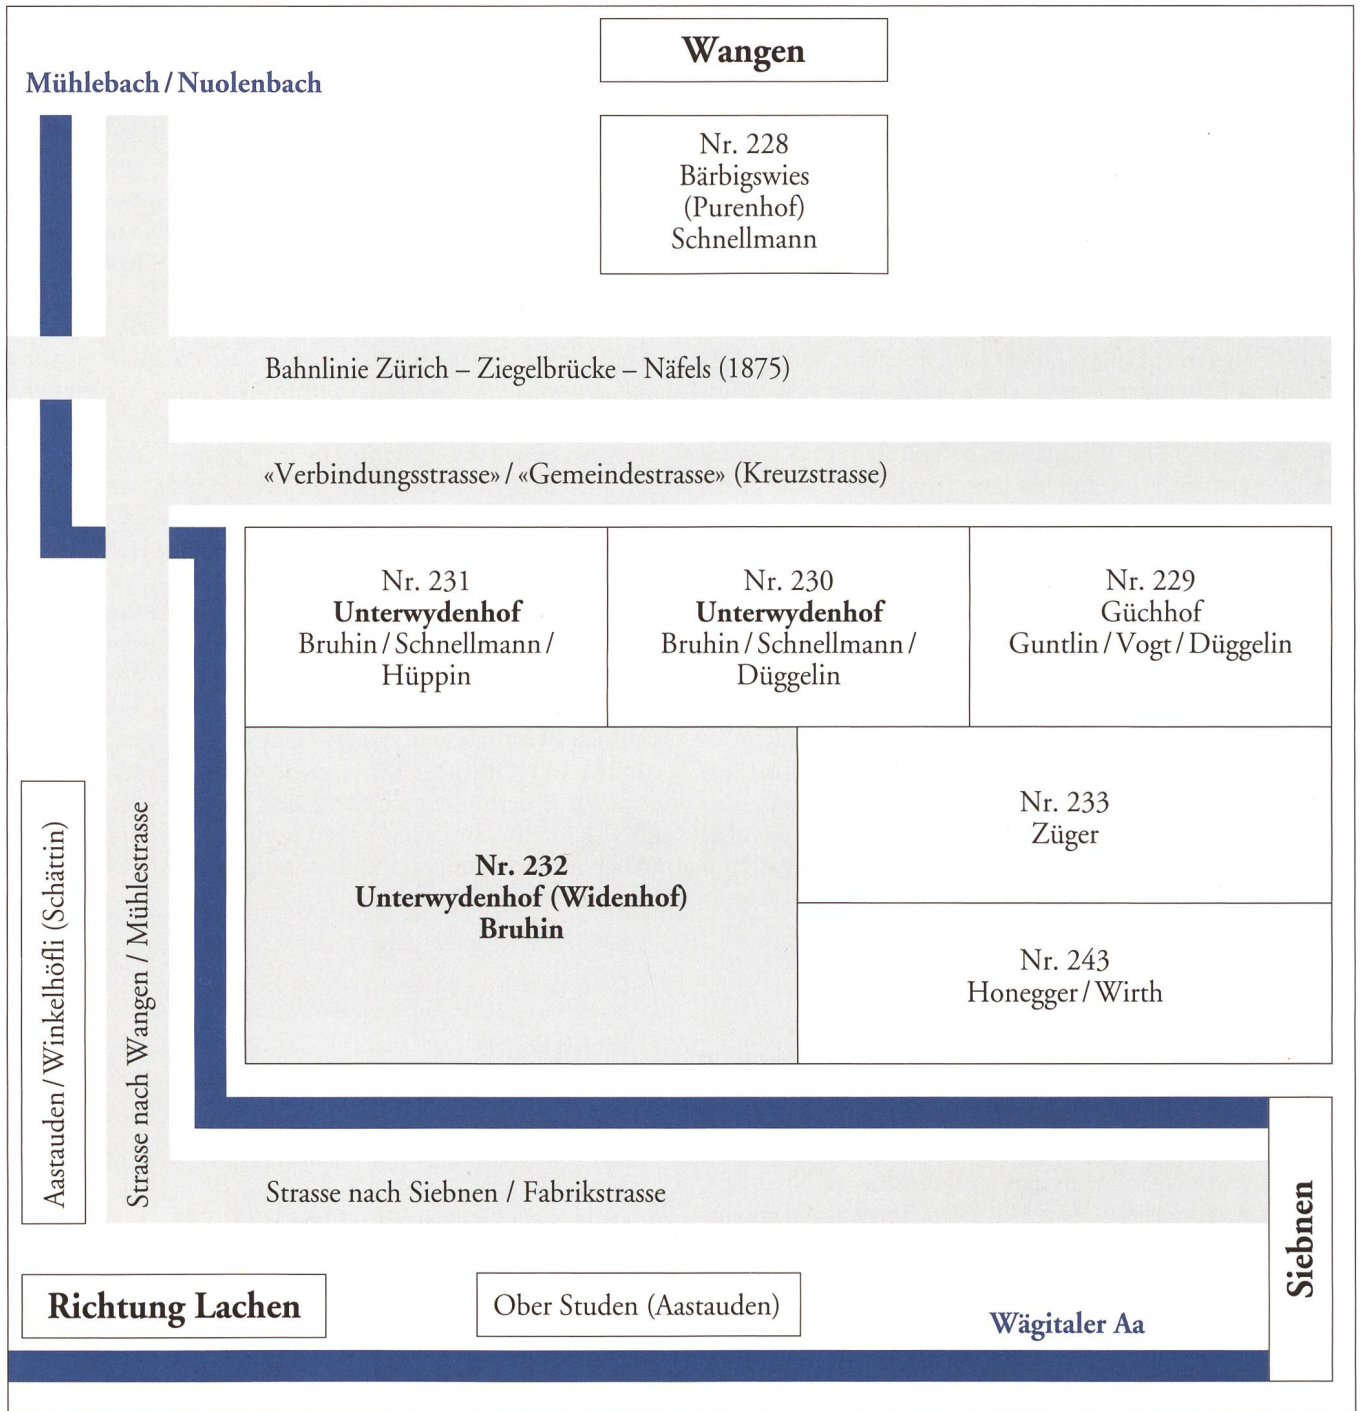 Wangen
Mühlebach / Nuolenbach
Nr. 228
Bärbigswies
(Purenhof)
Schnellmann
Bahnlinie Zürich – Ziegelbrücke – Näfels (1875)
«Verbindungsstrasse» / «Gemeindestrasse» (Kreuzstrasse)
Nr. 231
Unterwydenhof
Bruhin / Schnellmann /
Hüppin
Nr. 230
Unterwydenhof
Bruhin / Schnellmann /
Düggelin
Nr. 229
Güchhof
Guntlin / Vogt / Düggelin
Nr. 232
Unterwydenhof (Widenhof)
Bruhin
Nr. 233
Züger
Nr. 243
Honegger / Wirth
Aastauden / Winkelhöfli (Schättin)
Strasse nach Wangen / Mühlestrasse
Strasse nach Siebnen / Fabrikstrasse
Siebnen
Richtung Lachen
Ober Studen (Aastauden)
Wägitaler Aa